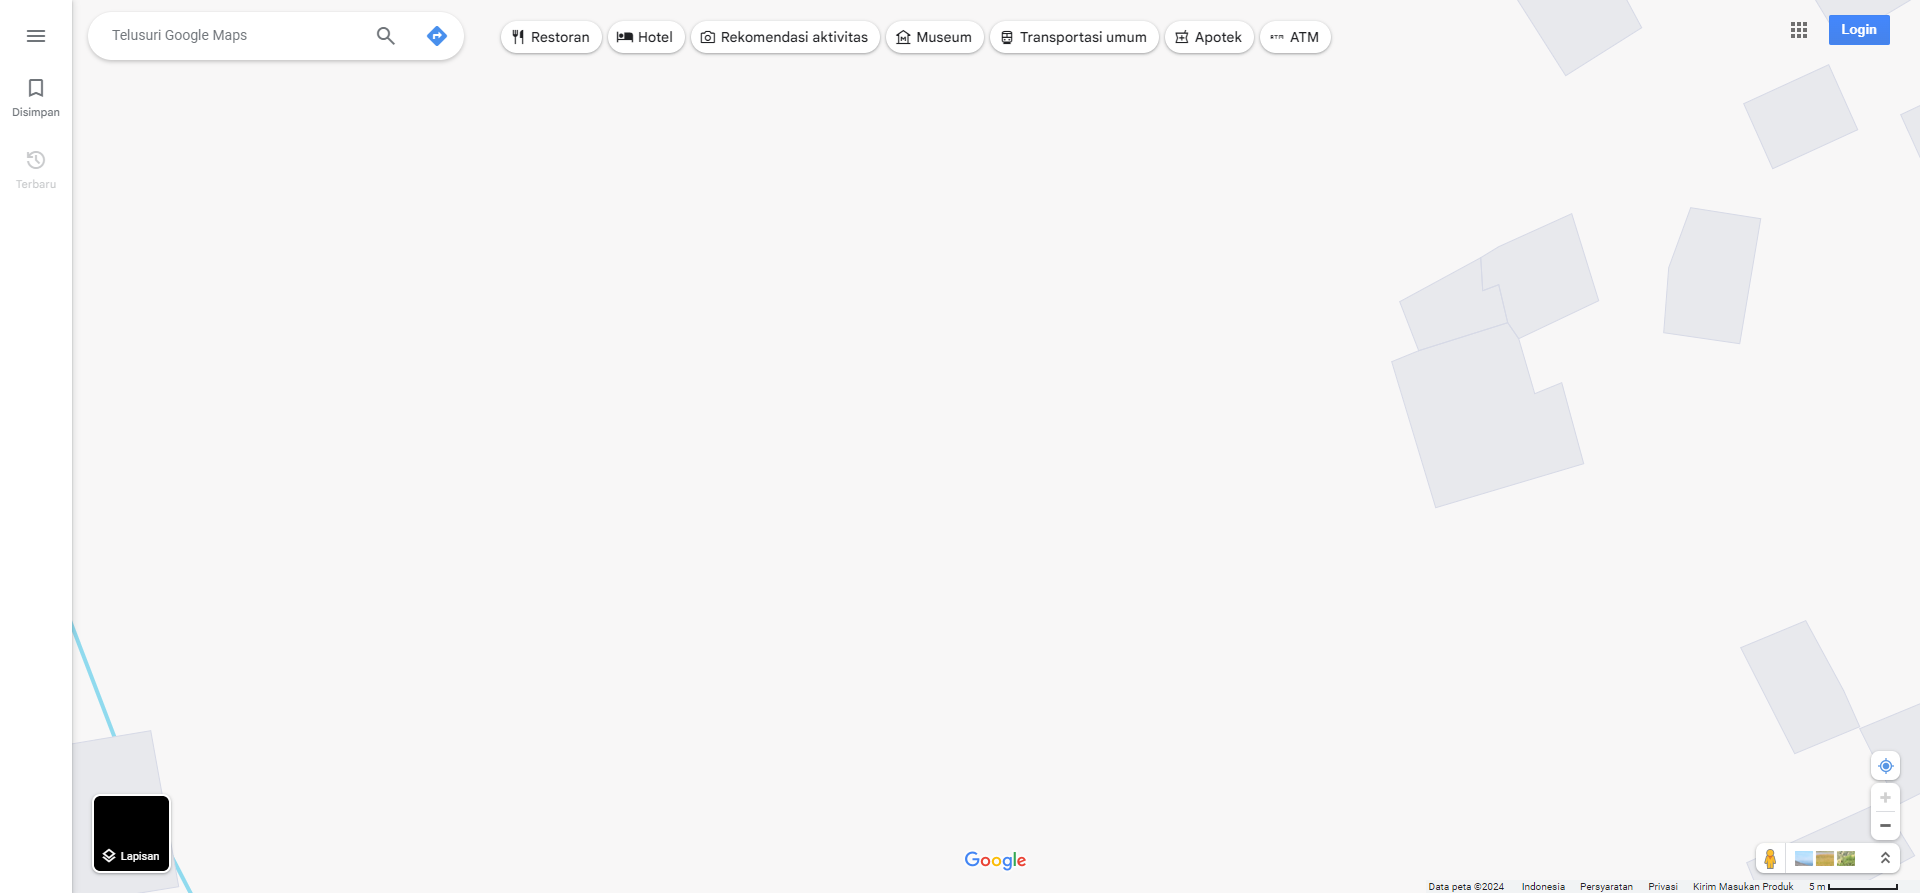 Telusuri Google Maps
Restoran
Hotel
Rekomendasi aktivitas
Museum
Transportasi umum
Apotek
ATM
Login
Disimpan
Terbaru
Lapisan
Google
Data peta ©2024
Indonesia
Persyaratan
Privasi
Kirim Masukan Produk
5 m